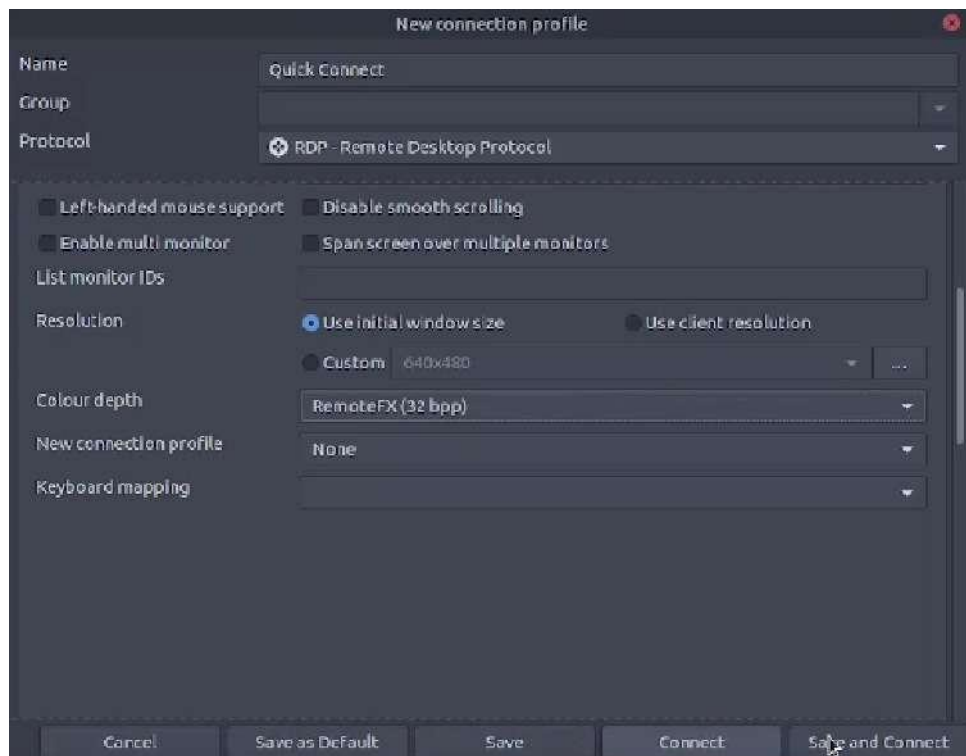 New connection profile
Name
Quick Connect
Group
Protocol
RDP - Remote Desktop Protocol
Left-handed mouse support
Disable smooth scrolling
Enable multi monitor
Span screen over multiple monitors
List monitor IDs
Resolution
Use initial window size
Use client resolution
Custom
640x480
...
Colour depth
RemoteFX (32 bpp)
New connection profile
None
Keyboard mapping
Cancel
Save as Default
Save
Connect
Save and Connect